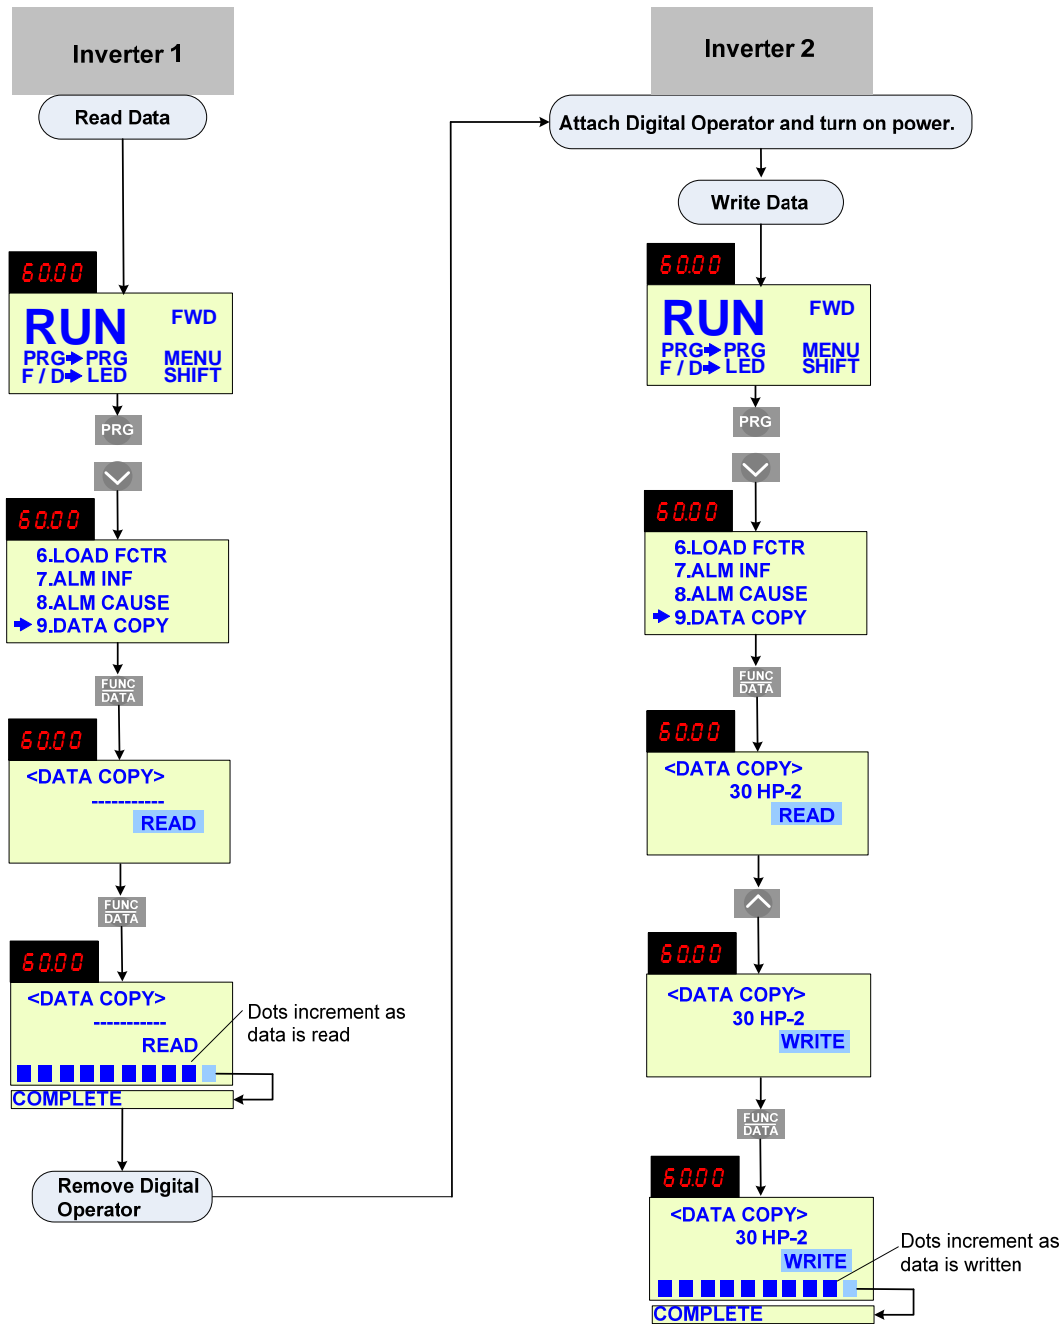 Inverter 1
Read Data
60.00
RUN FWD
PRG➔PRG MENU
F / D➔ LED SHIFT
PRG
60.00
6.LOAD FCTR
7.ALM INF
8.ALM CAUSE
➔ 9.DATA COPY
FUNC
DATA
60.00
<DATA COPY>
-----------
READ
FUNC
DATA
60.00
<DATA COPY>
-----------
READ
Dots increment as
data is read
COMPLETE
Remove Digital
Operator
Inverter 2
Attach Digital Operator and turn on power.
Write Data
60.00
RUN FWD
PRG➔PRG MENU
F / D➔ LED SHIFT
PRG
60.00
6.LOAD FCTR
7.ALM INF
8.ALM CAUSE
➔ 9.DATA COPY
FUNC
DATA
60.00
<DATA COPY>
30 HP-2
READ
60.00
<DATA COPY>
30 HP-2
WRITE
FUNC
DATA
60.00
<DATA COPY>
30 HP-2
WRITE
Dots increment as
data is written
COMPLETE